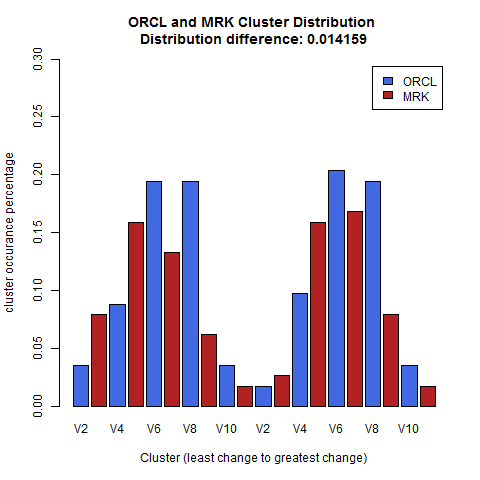 ORCL and MRK Cluster Distribution
Distribution difference: 0.014159
ORCL
MRK
cluster occurance percentage
0.30
0.25
0.20
0.15
0.10
0.05
0.00
V2 V4 V6 V8 V10 V2 V4 V6 V8 V10
Cluster (least change to greatest change)